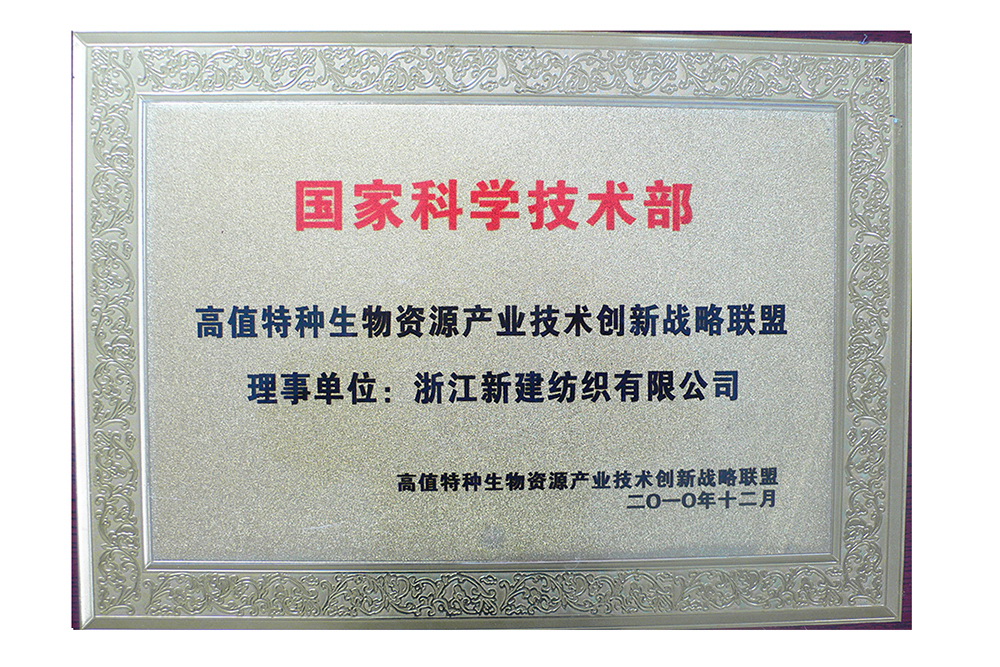 国家科学技术部
高值特种生物资源产业技术创新战略联盟
理事单位：浙江新建纺织有限公司
高值特种生物资源产业技术创新战略联盟
二〇一〇年十二月